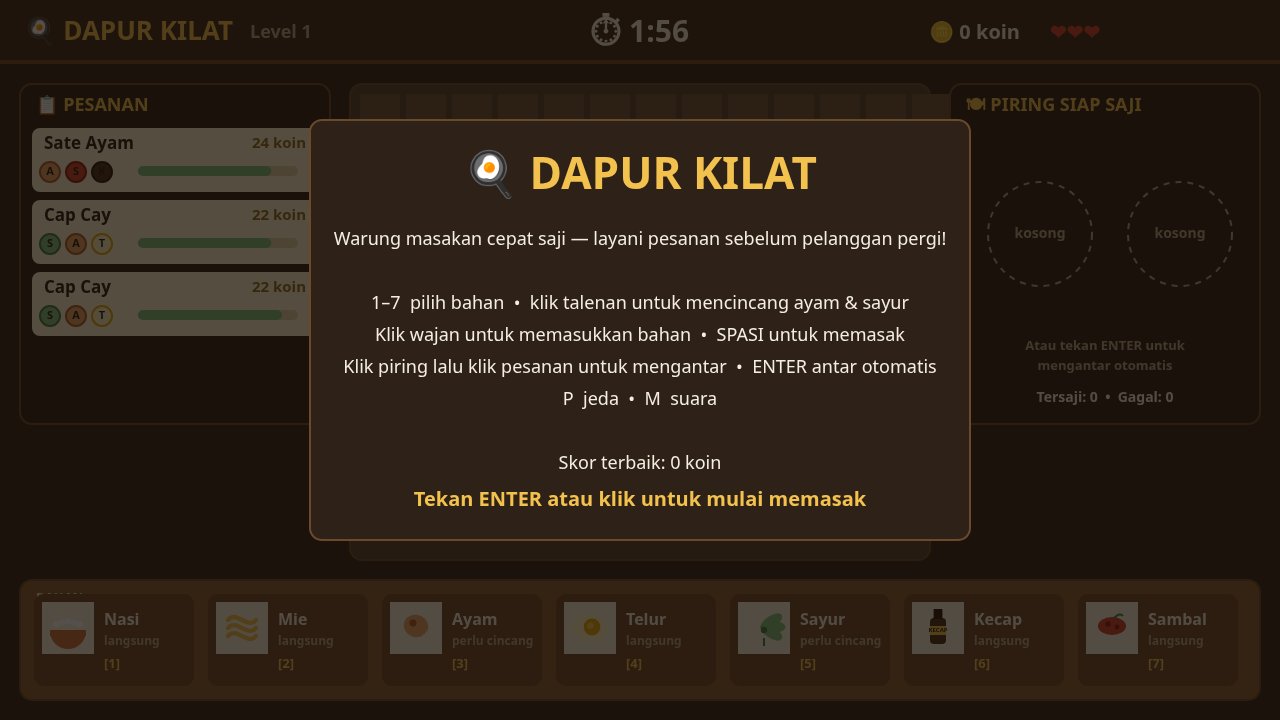 DAPUR KILAT Level 1
1:56
0 koin
PESANAN
Sate Ayam 24 koin
A S
Cap Cay 22 koin
S A T
Cap Cay 22 koin
S A T
PIRING SIAP SAJI
kosong kosong
Atau tekan ENTER untuk
mengantar otomatis
Tersaji: 0 • Gagal: 0
DAPUR KILAT
Warung masakan cepat saji — layani pesanan sebelum pelanggan pergi!
1–7 pilih bahan • klik talenan untuk mencincang ayam & sayur
Klik wajan untuk memasukkan bahan • SPASI untuk memasak
Klik piring lalu klik pesanan untuk mengantar • ENTER antar otomatis
P jeda • M suara
Skor terbaik: 0 koin
Tekan ENTER atau klik untuk mulai memasak
Nasi
langsung
[1]
Mie
langsung
[2]
Ayam
perlu cincang
[3]
Telur
langsung
[4]
Sayur
perlu cincang
[5]
KECAP
Kecap
langsung
[6]
Sambal
langsung
[7]